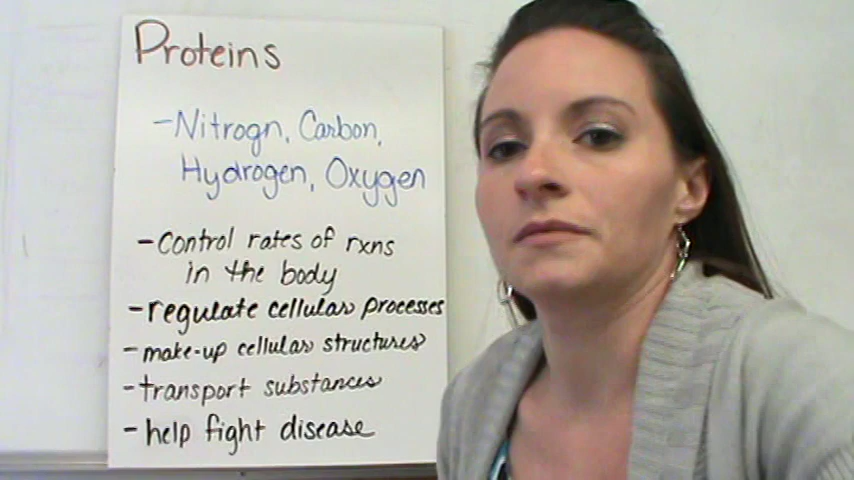 Proteins
-Nitrogn, Carbon,
Hydrogen, Oxygen
-control rates of rxns
in the body
-regulate cellular processes
-make-up cellular structures
-transport substances
-help fight disease